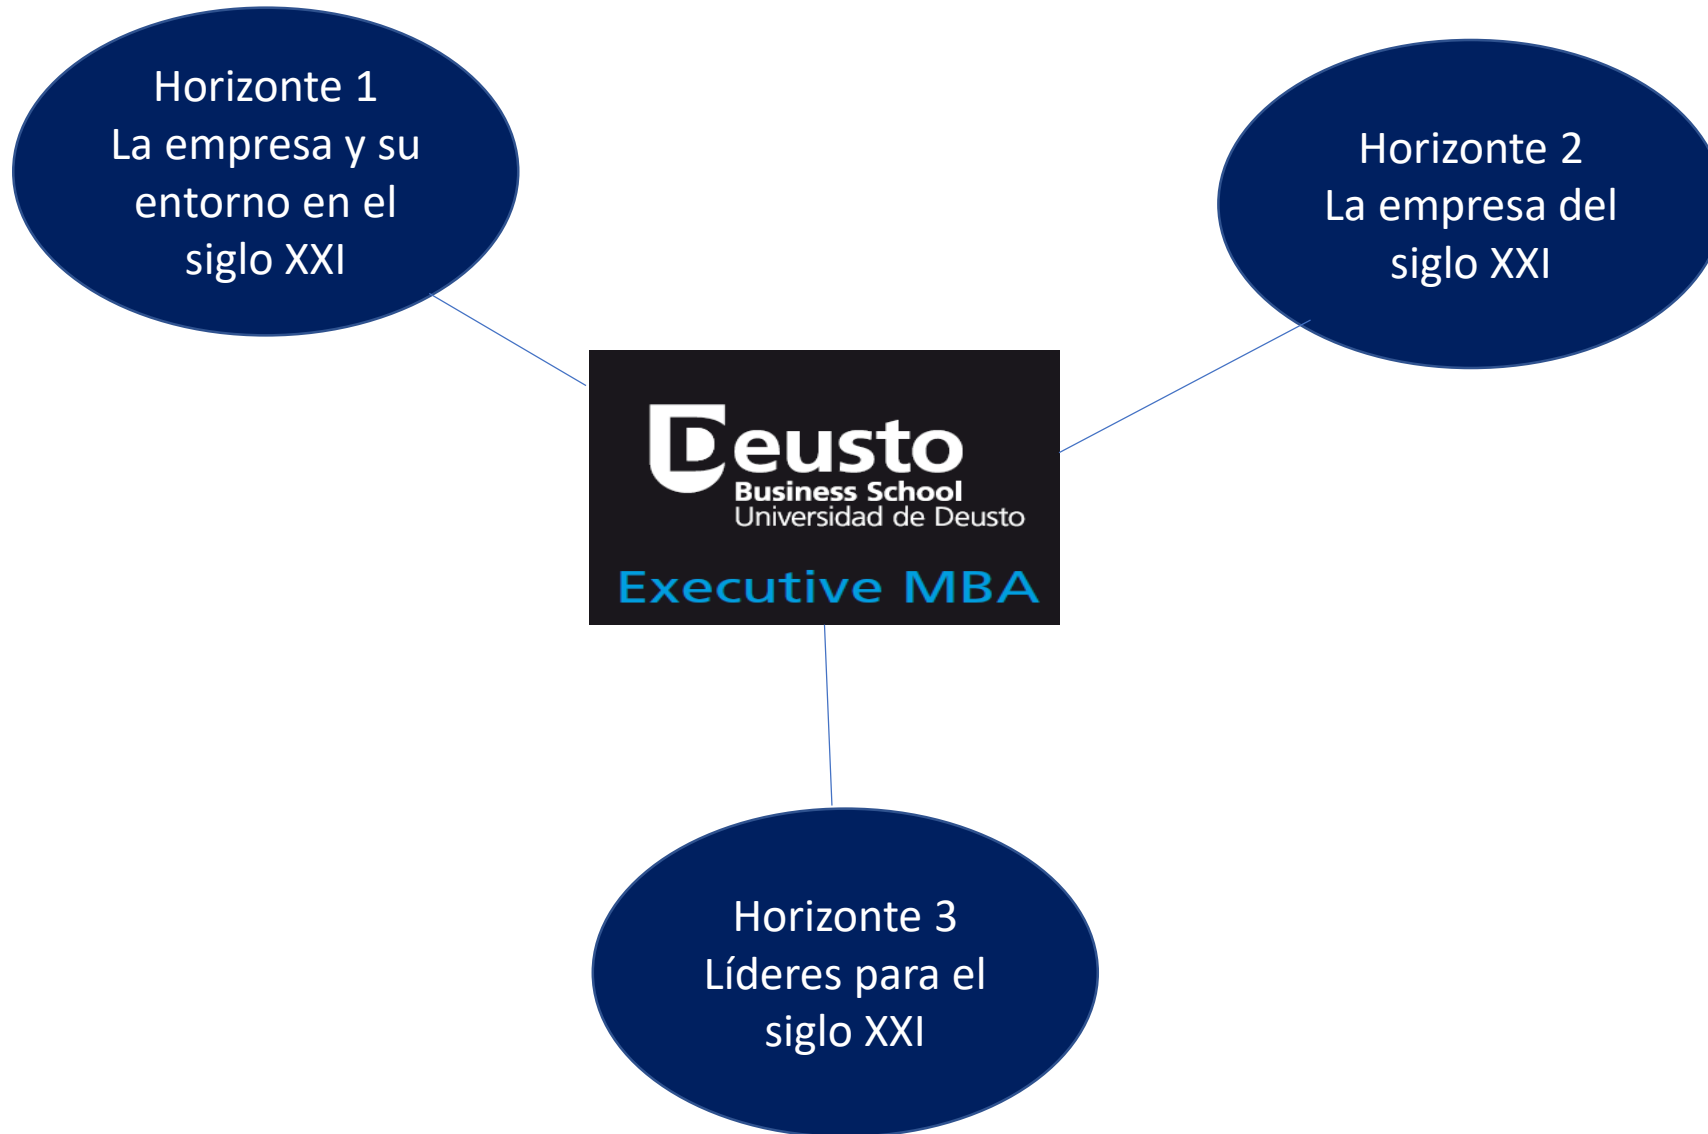 Horizonte 1
La empresa y su
entorno en el
siglo XXI
Horizonte 2
La empresa del
siglo XXI
Deusto
Business School
Universidad de Deusto
Executive MBA
Horizonte 3
Líderes para el
siglo XXI